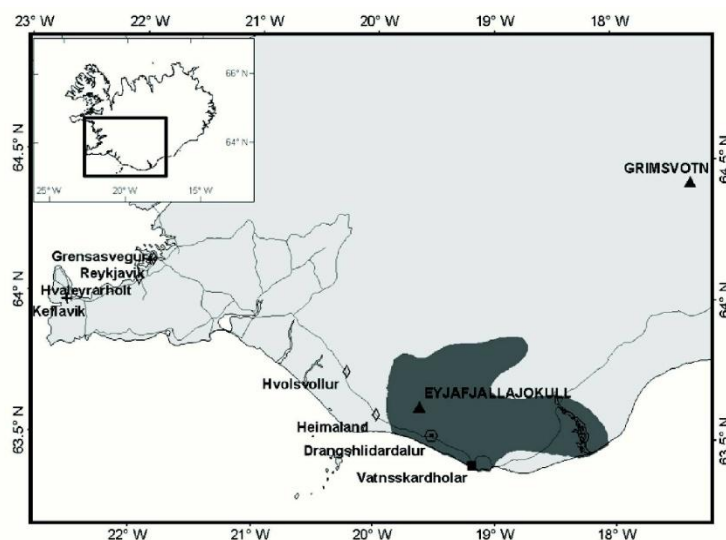 23° W 22° W 21° W 20° W 19° W 18° W
66° N
64° N
25° W 20° W 15° W
64.5° N
64.5° N
GRIMSVOTN
Grensasvegur
Reykjavik
Hvaleyrarholt
Keflavik
64° N
64° N
Hvolsvollur
EYJAFJALLAJOKULL
Heimaland
Drangshlidardalur
Vatnsskardholar
63.5° N
63.5° N
22° W 21° W 20° W 19° W 18° W